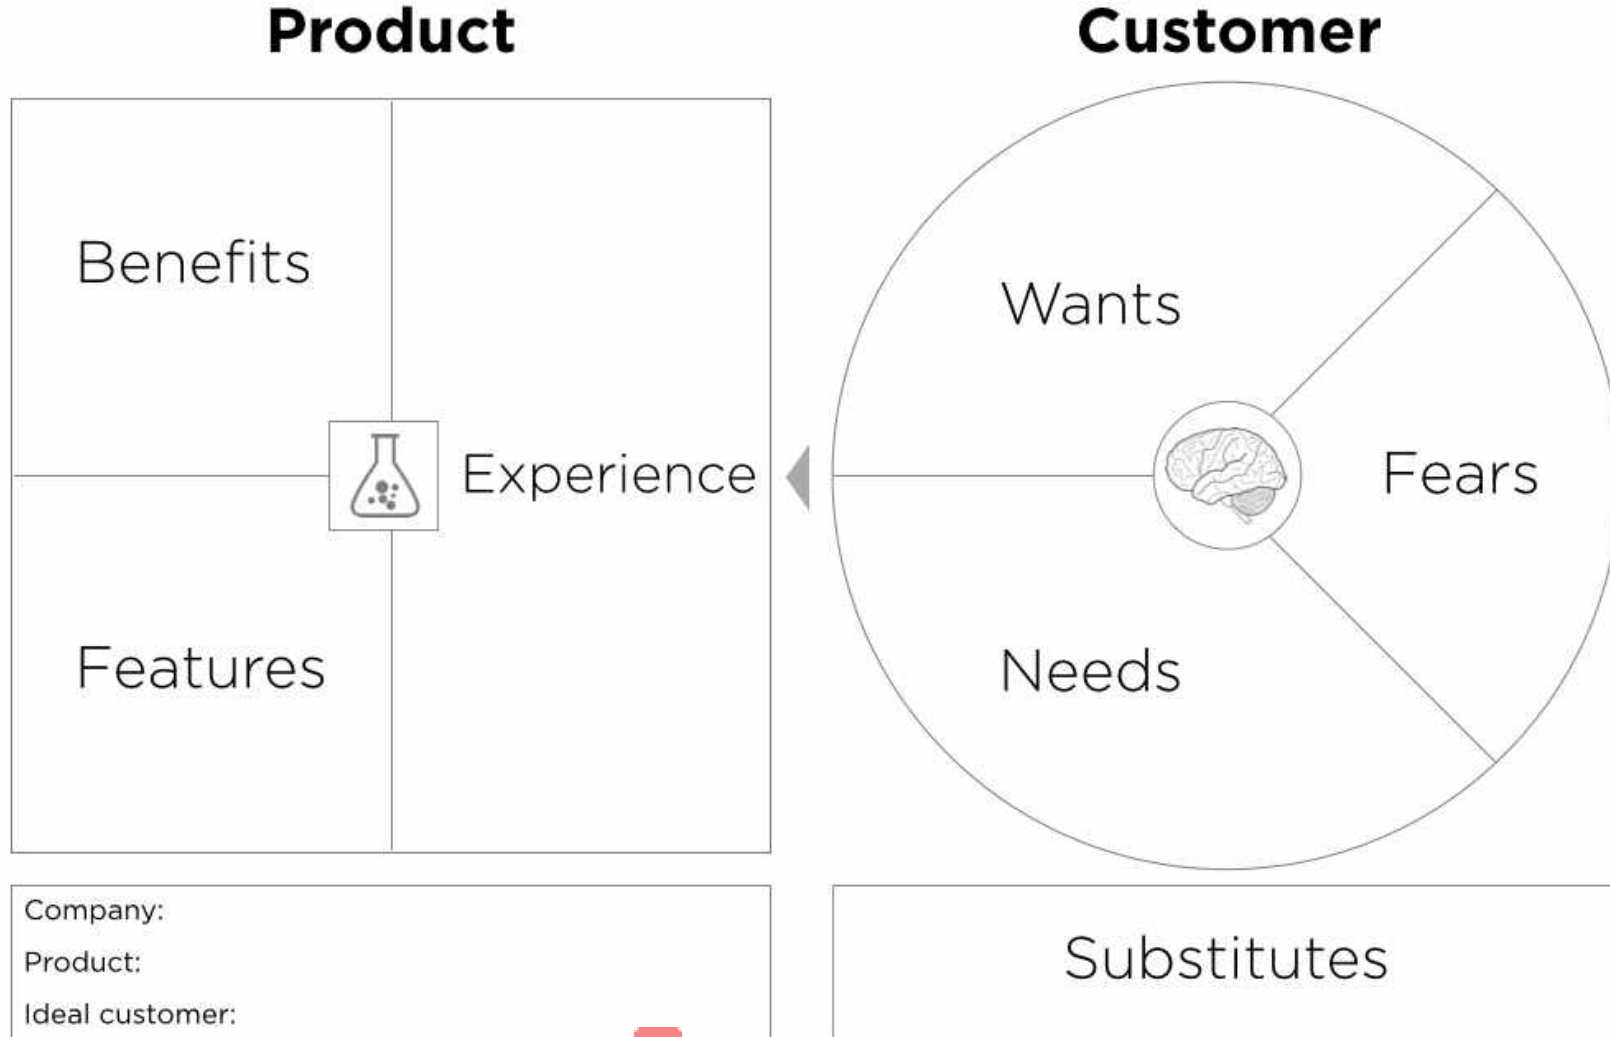 Product
Customer
Benefits
Wants
Experience
Fears
Features
Needs
Company:
Product:
Ideal customer:
Substitutes